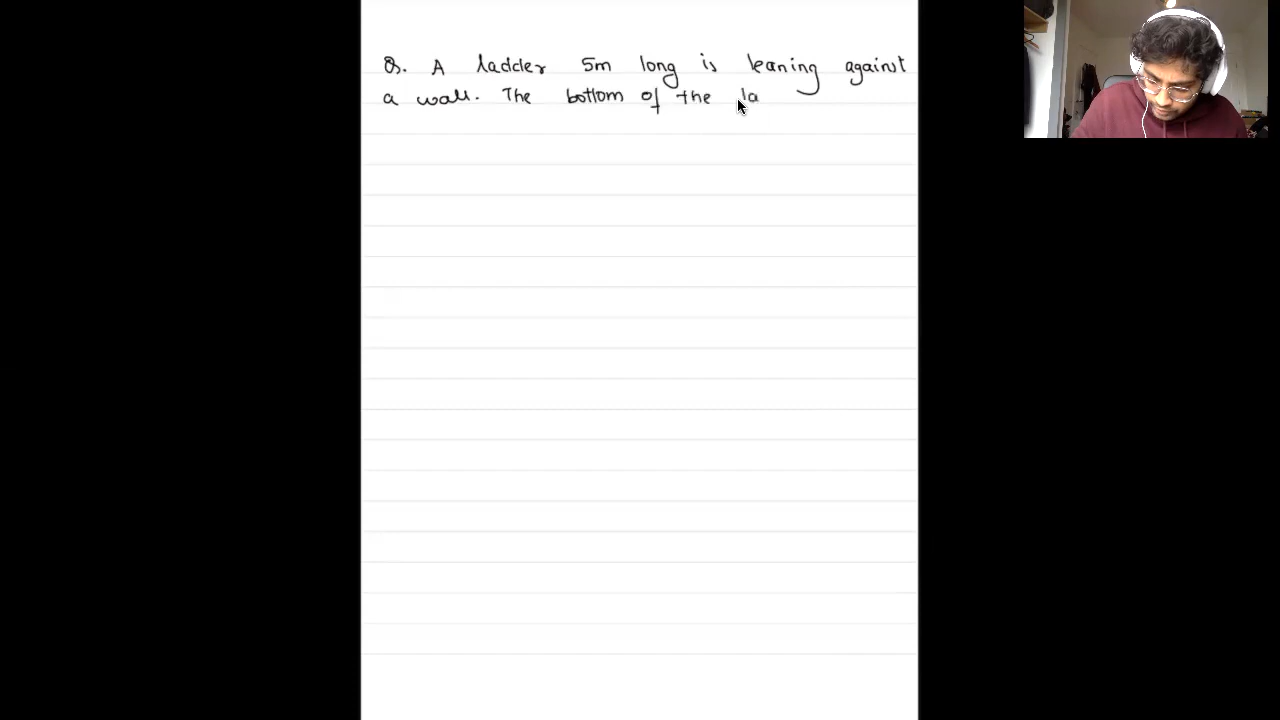 Q. A ladder 5m long is leaning against
a wall. The bottom of the la